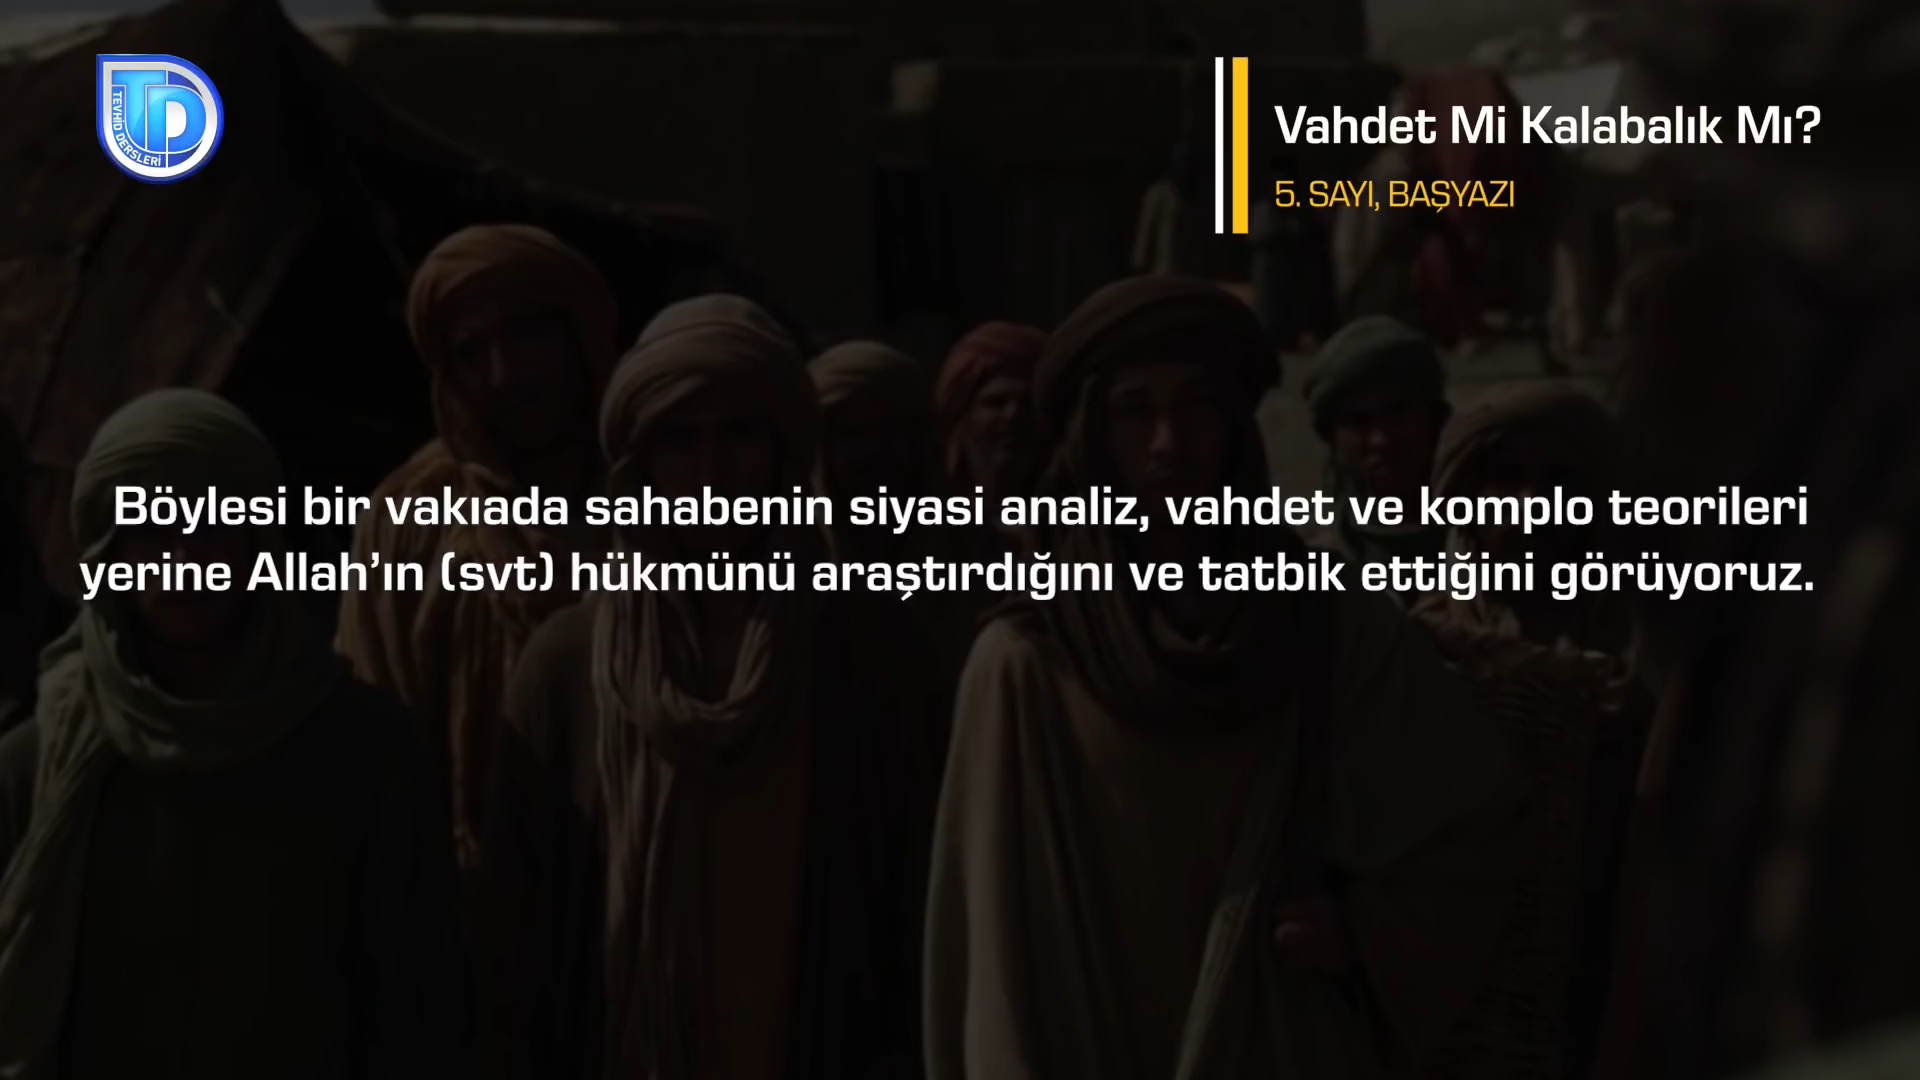 TD
TEVHİD DERSLERİ
Vahdet Mi Kalabalık Mı?
5. SAYI, BAŞYAZI
Böylesi bir vakıada sahabenin siyasi analiz, vahdet ve komplo teorileri
yerine Allah’ın (svt) hükmünü araştırdığını ve tatbik ettiğini görüyoruz.